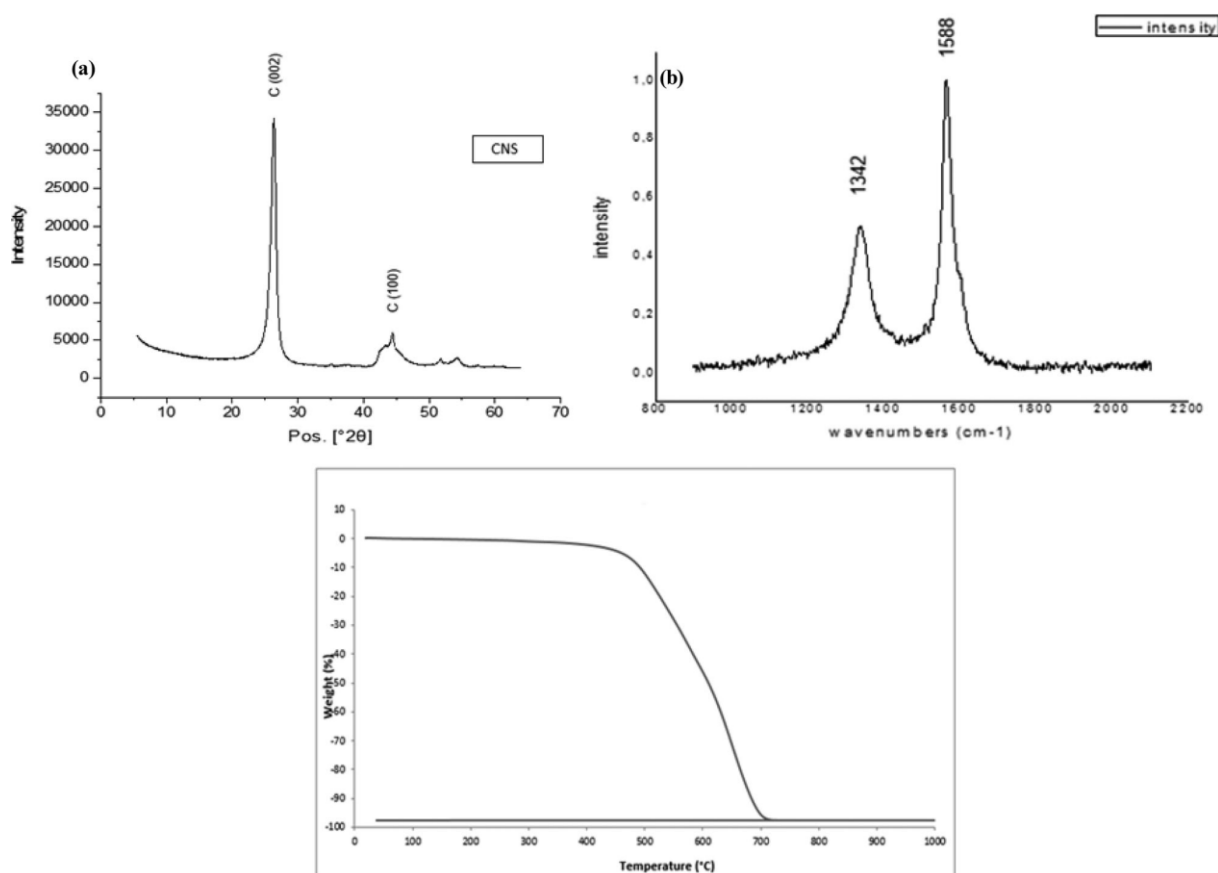 (a)
C (002)
35000
30000
25000
20000
15000
10000
5000
0
Intensity
C (100)
CNS
0 10 20 30 40 50 60 70
Pos. [°2θ]
intensity
(b)
1588
1342
1.0
0.8
0.6
0.4
0.2
0.0
intensity
800 1000 1200 1400 1600 1800 2000 2200
wavenumbers (cm-1)
10
0
-10
-20
-30
-40
-50
-60
-70
-80
-90
-100
Weight (%)
0 100 200 300 400 500 600 700 800 900 1000
Temperature (°C)